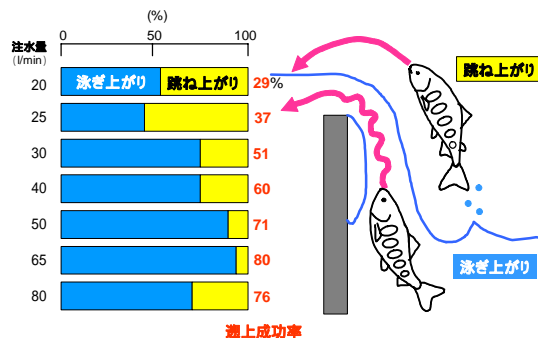 (%)
0 50 100
注水量
(l/min)
20 泳ぎ上がり 跳ね上がり 29%
25 37
30 51
40 60
50 71
65 80
80 76
遡上成功率
跳ね上がり
泳ぎ上がり